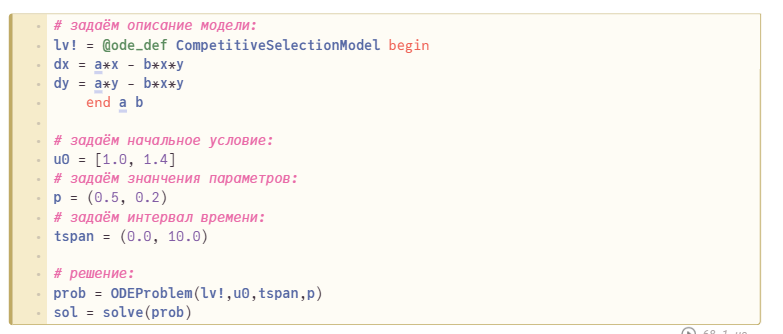 # задаём описание модели:
lv! = @ode_def CompetitiveSelectionModel begin
dx = a*x - b*x*y
dy = a*y - b*x*y
    end a b
# задаём начальное условие:
u0 = [1.0, 1.4]
# задаём знанчения параметров:
p = (0.5, 0.2)
# задаём интервал времени:
tspan = (0.0, 10.0)
# решение:
prob = ODEProblem(lv!,u0,tspan,p)
sol = solve(prob)